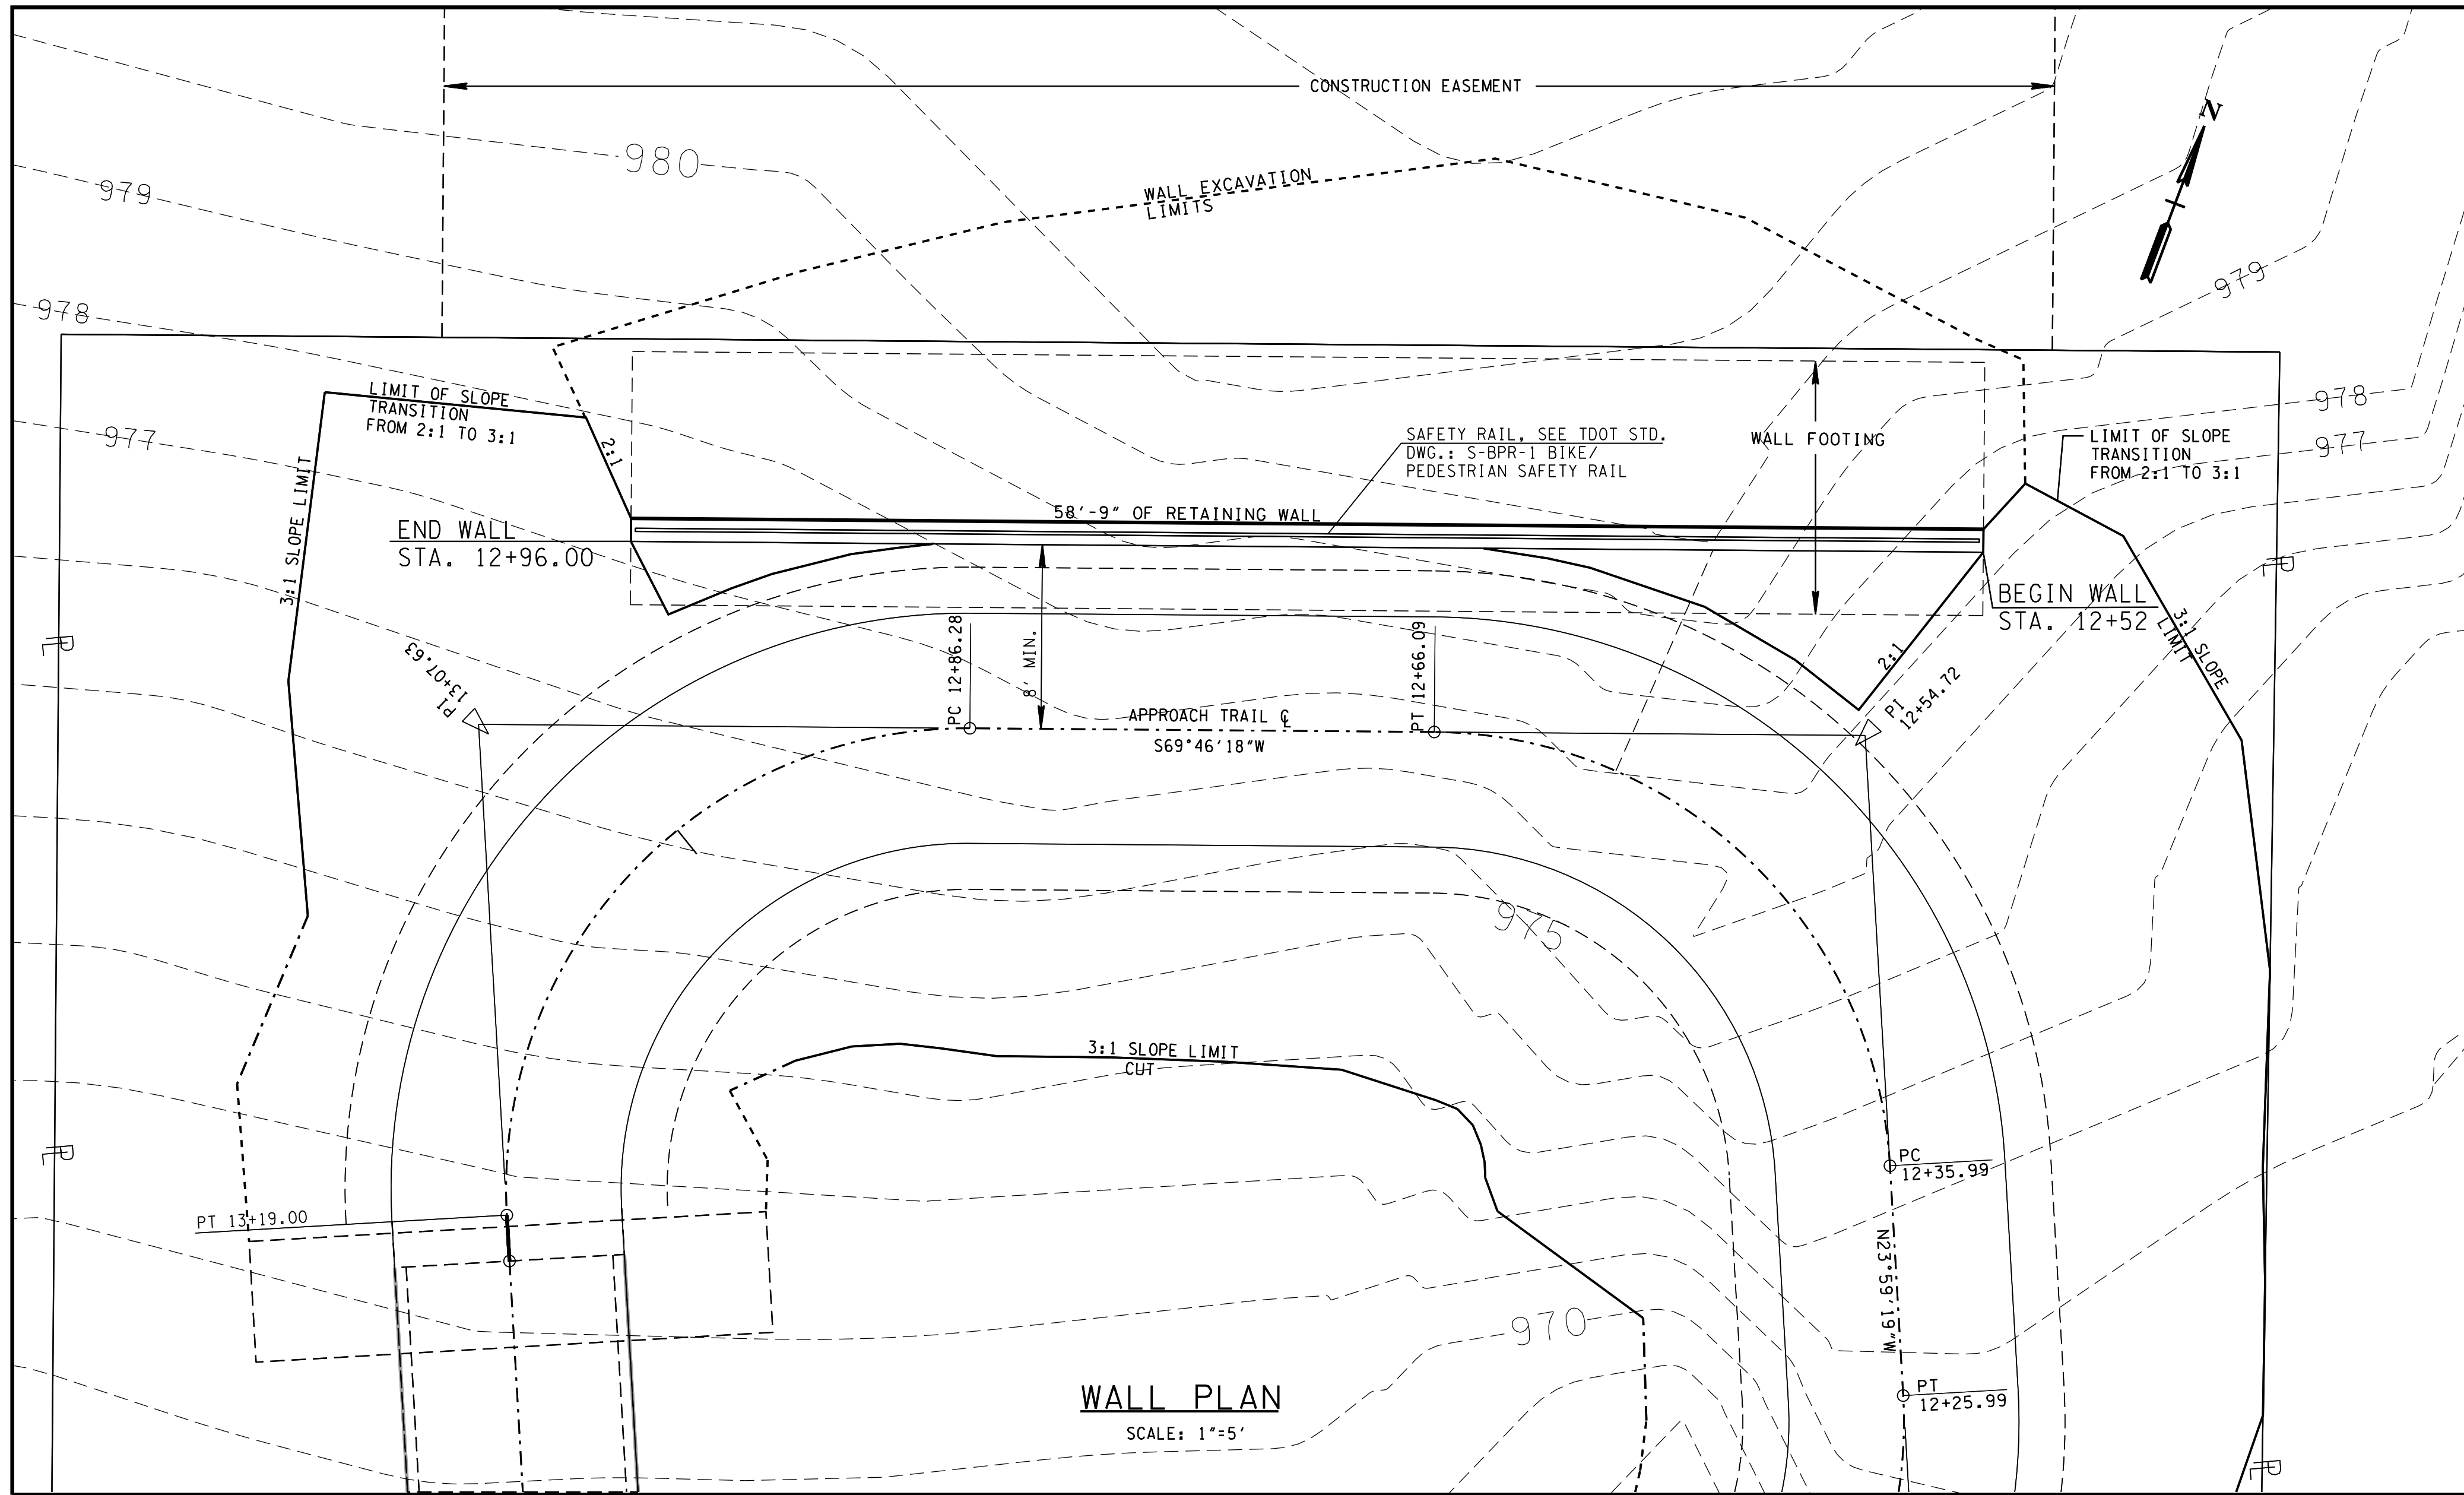 CONSTRUCTION EASEMENT
N
980
WALL EXCAVATION
LIMITS
979
979
978
LIMIT OF SLOPE
TRANSITION
FROM 2:1 TO 3:1
978
977
2:1
SAFETY RAIL, SEE TDOT STD.
DWG.: S-BPR-1 BIKE/
PEDESTRIAN SAFETY RAIL
WALL FOOTING
LIMIT OF SLOPE
TRANSITION
FROM 2:1 TO 3:1
977
3:1 SLOPE LIMIT
END WALL
STA. 12+96.00
58'-9" OF RETAINING WALL
PL
BEGIN WALL
STA. 12+52
3:1 SLOPE
LIMIT
PL
PI
13+07.63
PC 12+86.28
8' MIN.
PT 12+66.09
2:1
PI
12+54.72
APPROACH TRAIL CL
S69°46'18"W
975
3:1 SLOPE LIMIT
CUT
PL
PC
12+35.99
PT 13+19.00
N23°59'19"W
970
WALL PLAN
SCALE: 1"=5'
PT
12+25.99
PL